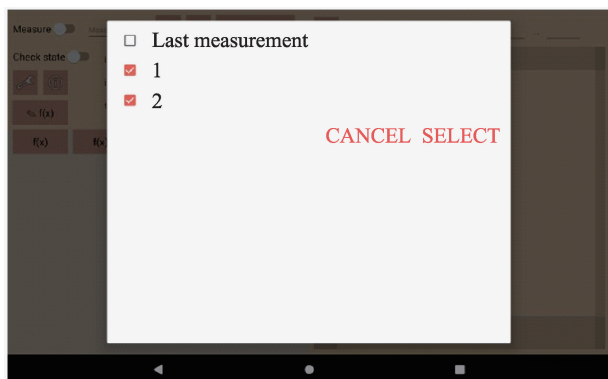 Measure
Check state
Last measurement
1
2
CANCEL SELECT
f(x)
f(x)
f(x)